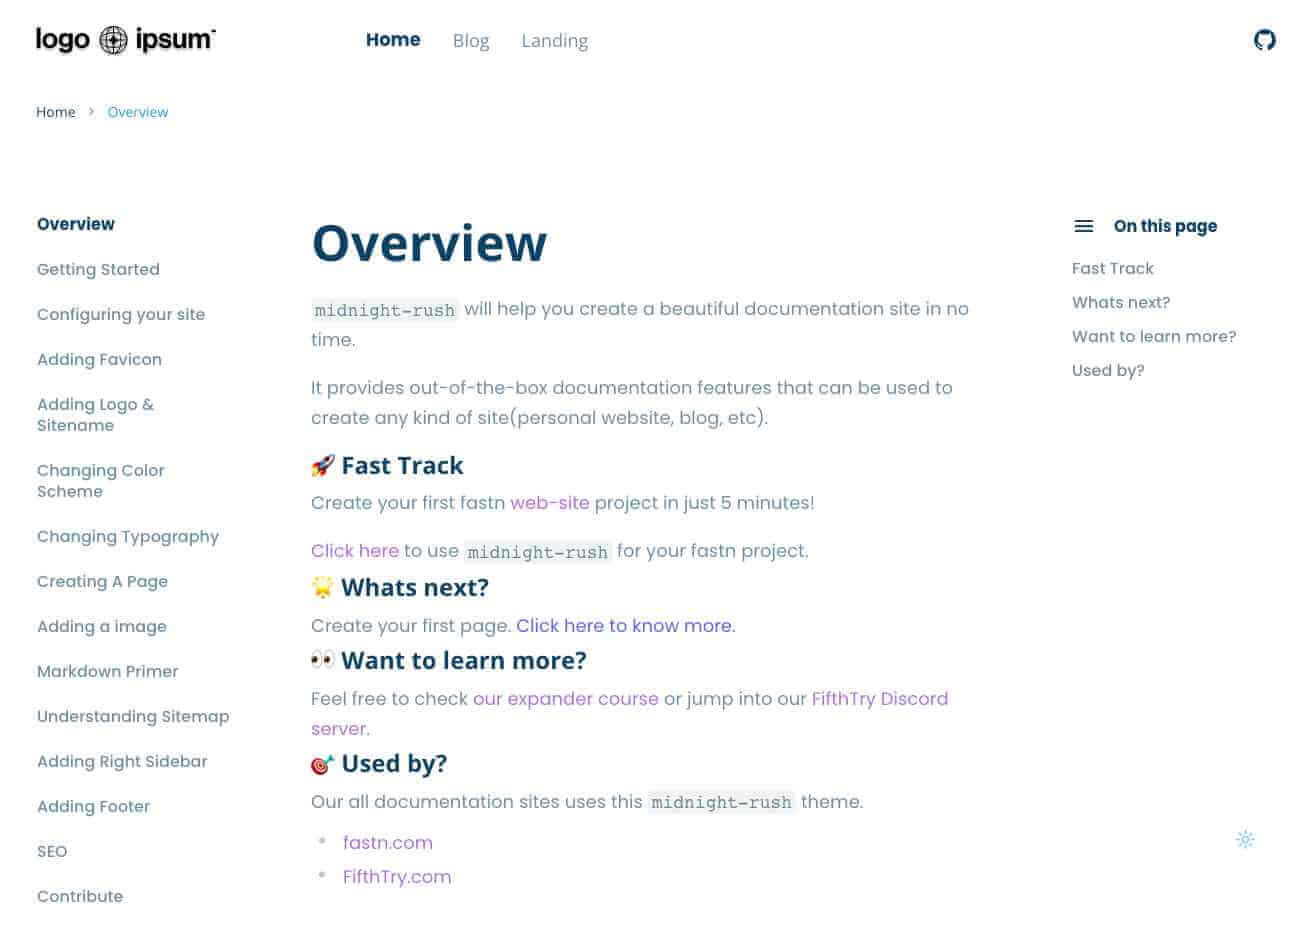 logo ipsum
Home Blog Landing
Home > Overview
Overview
Getting Started
Configuring your site
Adding Favicon
Adding Logo &
Sitename
Changing Color
Scheme
Changing Typography
Creating A Page
Adding a image
Markdown Primer
Understanding Sitemap
Adding Right Sidebar
Adding Footer
SEO
Contribute
Overview
midnight-rush will help you create a beautiful documentation site in no
time.
It provides out-of-the-box documentation features that can be used to
create any kind of site(personal website, blog, etc).
🚀 Fast Track
Create your first fastn web-site project in just 5 minutes!
Click here to use midnight-rush for your fastn project.
🌟 Whats next?
Create your first page. Click here to know more.
👀 Want to learn more?
Feel free to check our expander course or jump into our FifthTry Discord
server.
🎯 Used by?
Our all documentation sites uses this midnight-rush theme.
• fastn.com
• FifthTry.com
On this page
Fast Track
Whats next?
Want to learn more?
Used by?